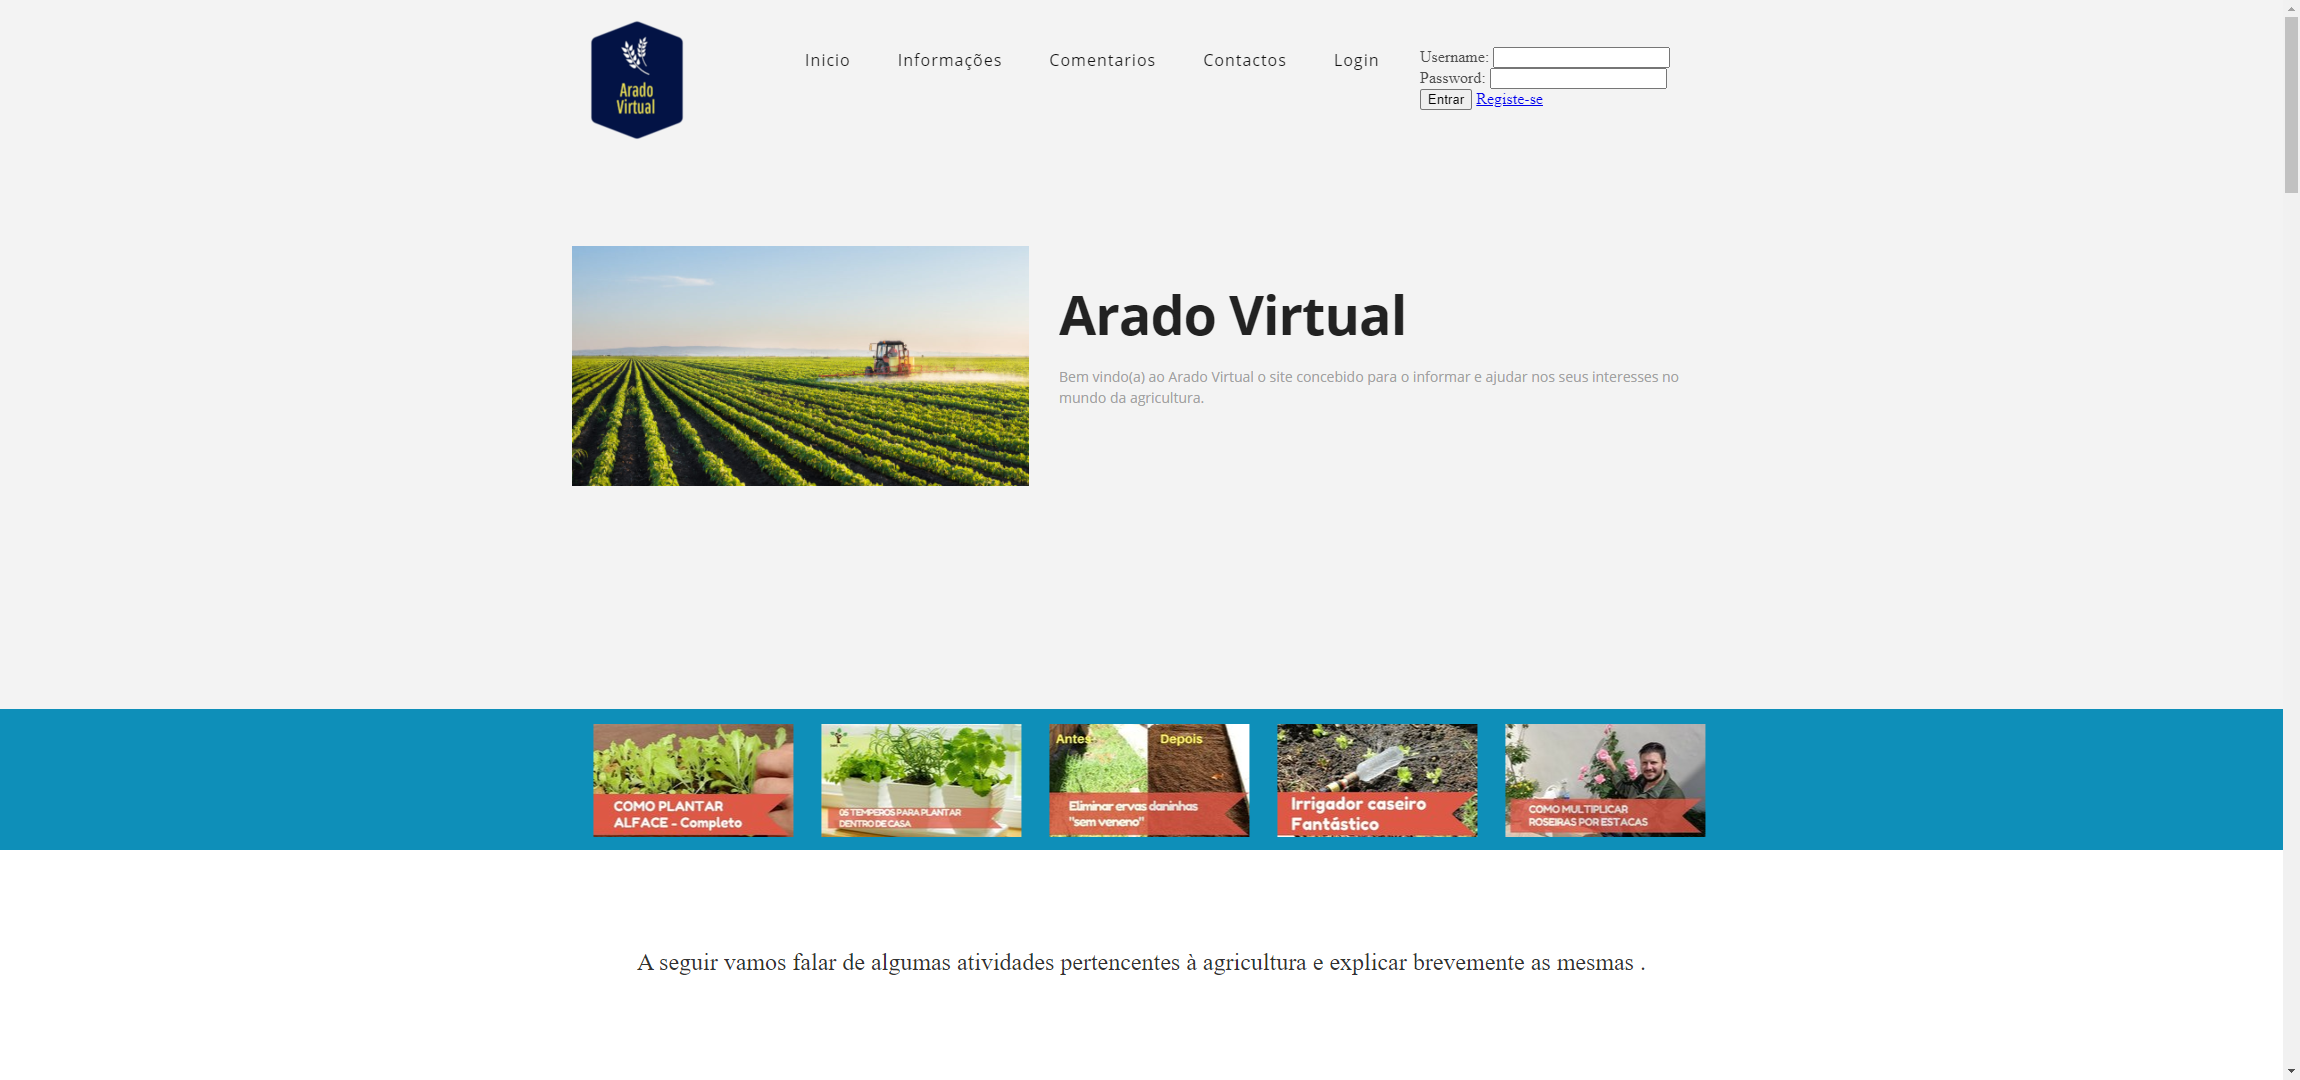 Arado
Virtual
Inicio
Informações
Comentarios
Contactos
Login
Username:
Password:
Entrar Registe-se
Arado Virtual
Bem vindo(a) ao Arado Virtual o site concebido para o informar e ajudar nos seus interesses no
mundo da agricultura.
COMO PLANTAR
ALFACE - Completo
05 TEMPEROS PARA PLANTAR
DENTRO DE CASA
Antes
Depois
Eliminar ervas daninhas
"sem veneno"
Irrigador caseiro
Fantástico
COMO MULTIPLICAR
ROSEIRAS POR ESTACAS
A seguir vamos falar de algumas atividades pertencentes à agricultura e explicar brevemente as mesmas .